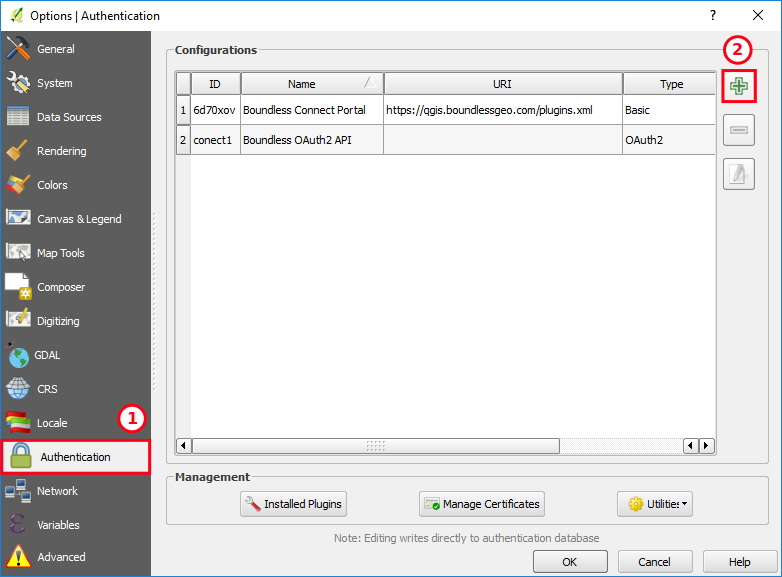 Options | Authentication
?
General
System
Data Sources
Rendering
Colors
Canvas & Legend
Map Tools
Composer
Digitizing
GDAL
CRS
Locale
1
Authentication
Network
Variables
Advanced
Configurations
2
ID Name URI Type
1 6d70xov Boundless Connect Portal https://qgis.boundlessgeo.com/plugins.xml Basic
2 conect1 Boundless OAuth2 API OAuth2
Management
Installed Plugins Manage Certificates Utilities
Note: Editing writes directly to authentication database
OK Cancel Help